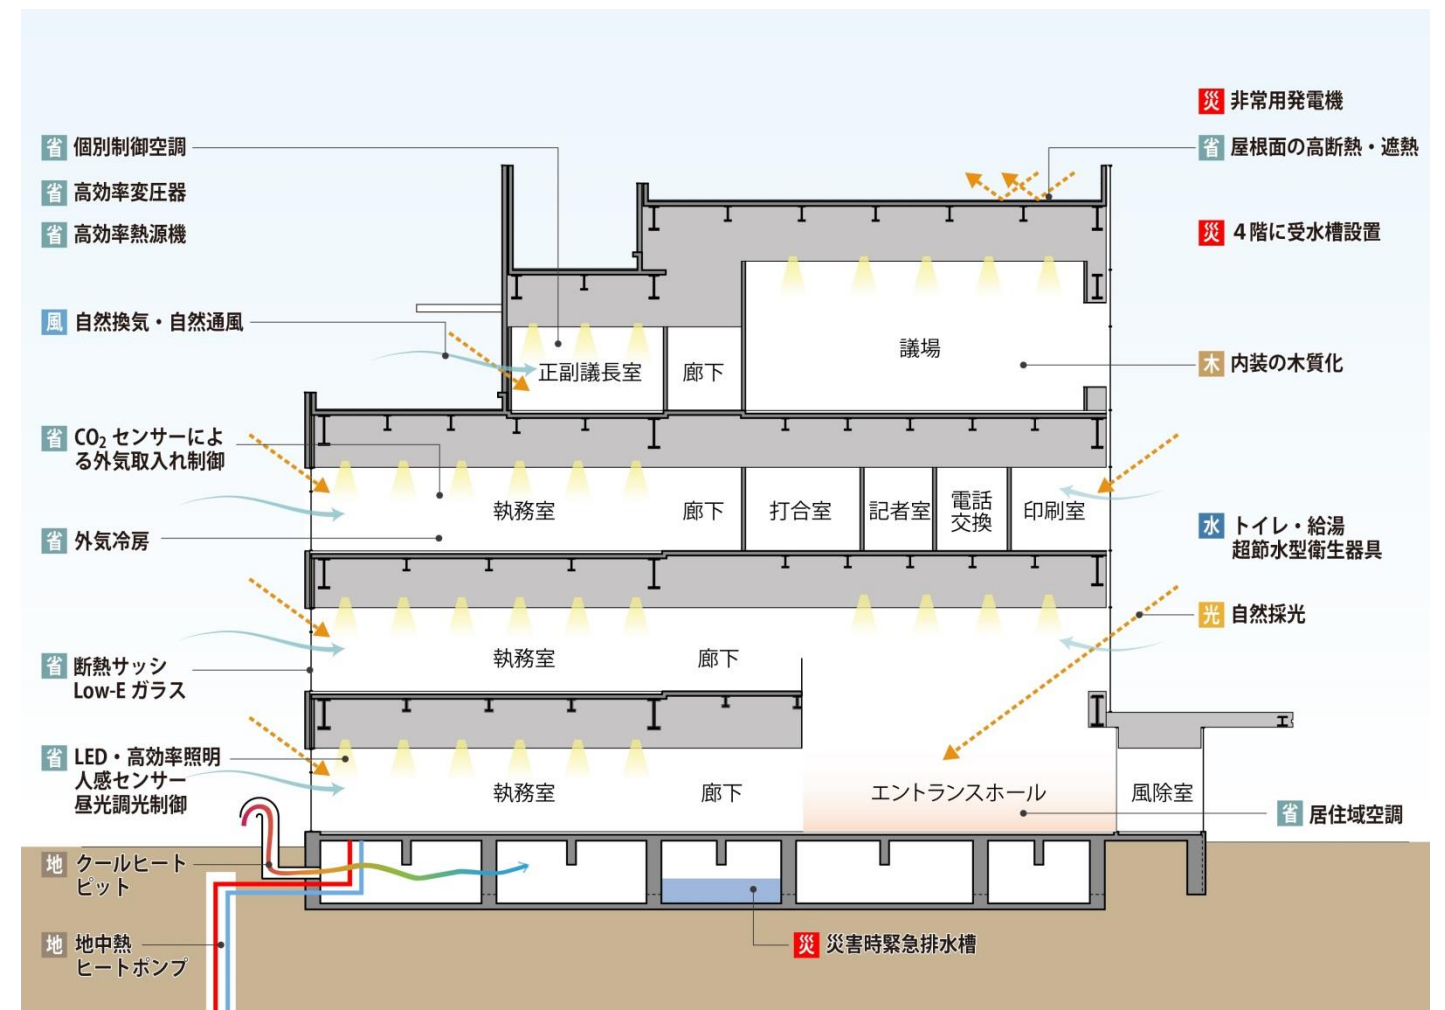 省 個別制御空調
省 高効率変圧器
省 高効率熱源機
風 自然換気・自然通風
省 CO₂ センサーによ
る外気取入れ制御
省 外気冷房
省 断熱サッシ
Low-E ガラス
省 LED・高効率照明
人感センサー
昼光調光制御
地 クールヒート
ピット
地 地中熱
ヒートポンプ
正副議長室
廊下
議場
執務室
廊下
打合室
記者室
電話
交換
印刷室
執務室
廊下
執務室
廊下
エントランスホール
風除室
災 非常用発電機
省 屋根面の高断熱・遮熱
災 4階に受水槽設置
木 内装の木質化
水 トイレ・給湯
超節水型衛生器具
光 自然採光
省 居住域空調
災 災害時緊急排水槽